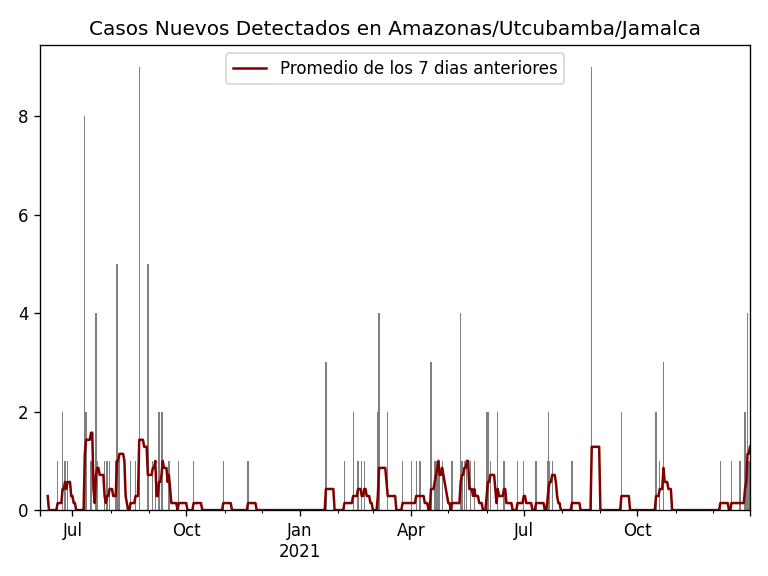 Casos Nuevos Detectados en Amazonas/Utcubamba/Jamalca
Promedio de los 7 dias anteriores
8
6
4
2
0
Jul
Oct
Jan
2021
Apr
Jul
Oct